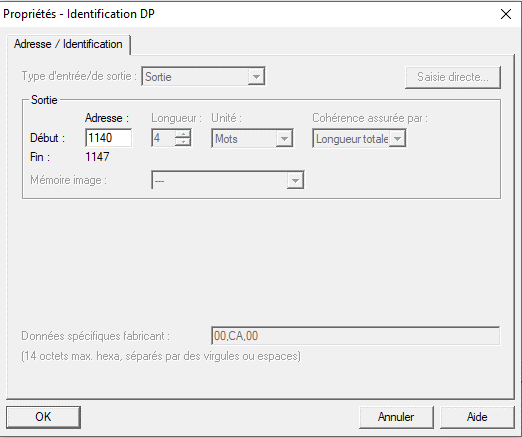 Propriétés - Identification DP
Adresse / Identification
Type d'entrée/de sortie : Sortie Saisie directe...
Sortie
Adresse : Longueur : Unité : Cohérence assurée par :
Début : 1140 4 Mots Longueur totale
Fin : 1147
Mémoire image : ---
Données spécifiques fabricant : 00,CA,00
(14 octets max. hexa, séparés par des virgules ou espaces)
OK Annuler Aide